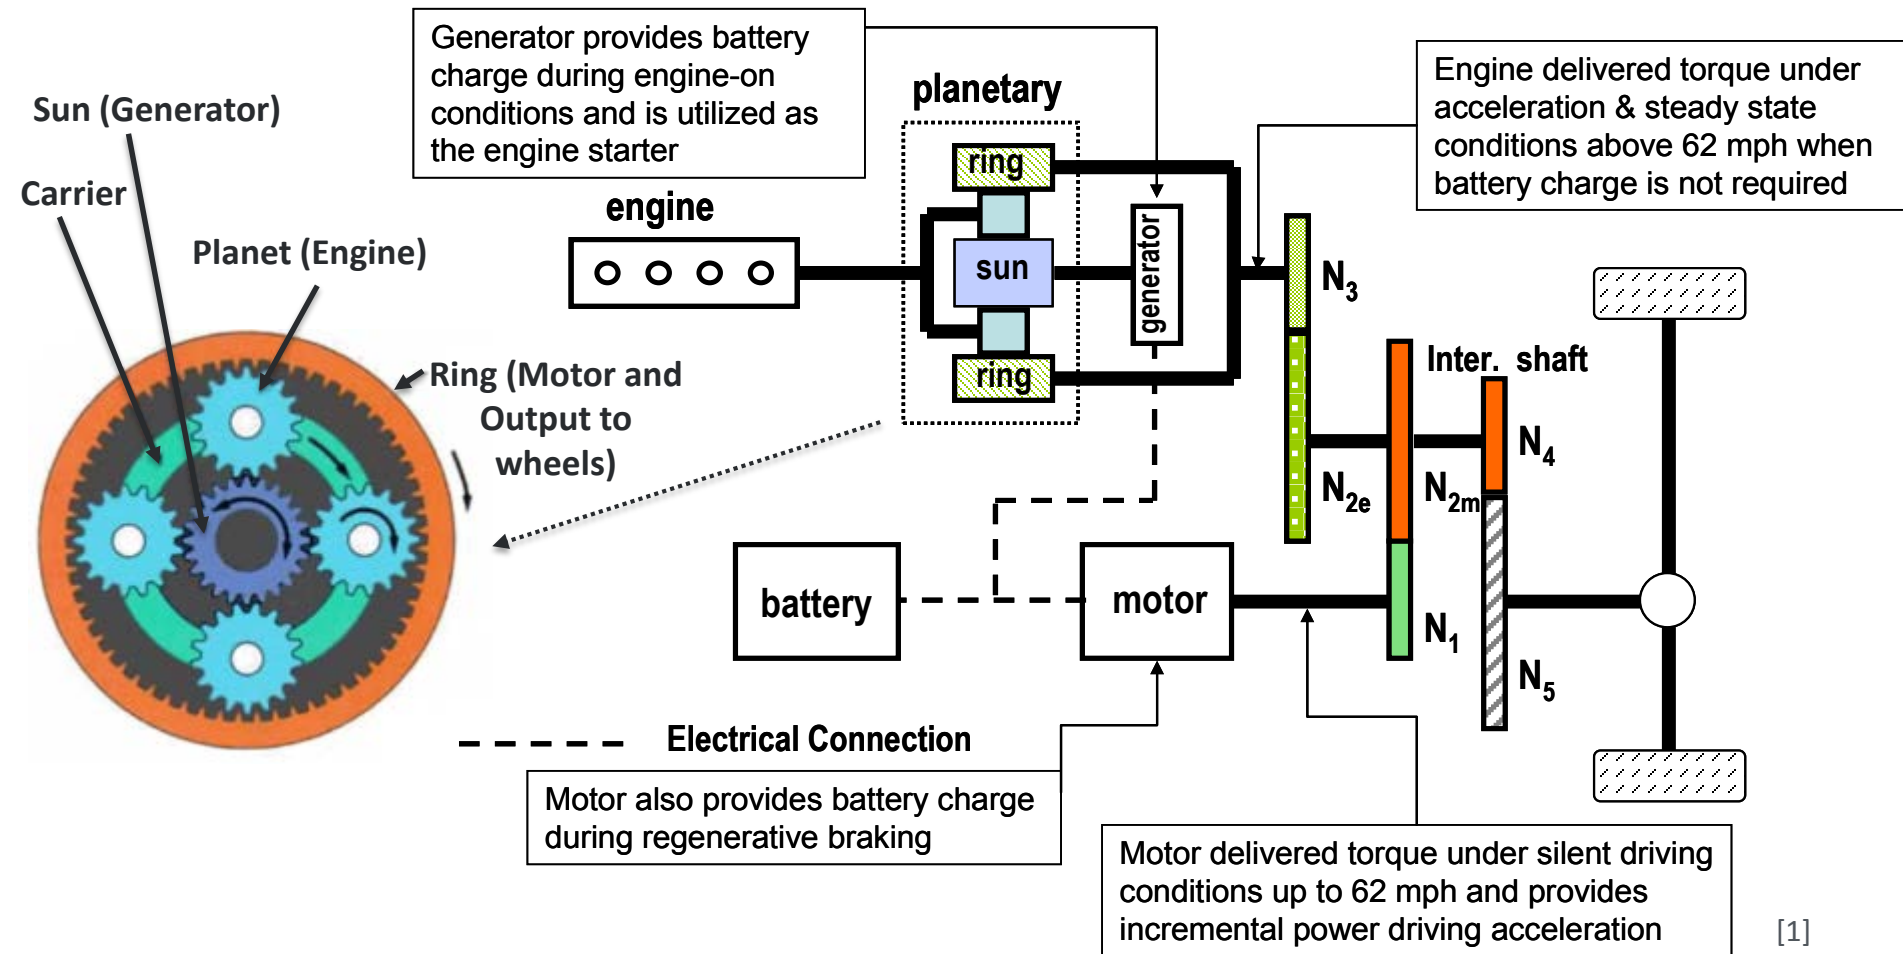 Generator provides battery
charge during engine-on
conditions and is utilized as
the engine starter
planetary
Engine delivered torque under
acceleration & steady state
conditions above 62 mph when
battery charge is not required
Sun (Generator)
Carrier
Planet (Engine)
Ring (Motor and
Output to
wheels)
engine
ring
sun
ring
generator
N3
Inter. shaft
N2e
N2m
N4
battery
motor
N1
N5
Electrical Connection
Motor also provides battery charge
during regenerative braking
Motor delivered torque under silent driving
conditions up to 62 mph and provides
incremental power driving acceleration
[1]